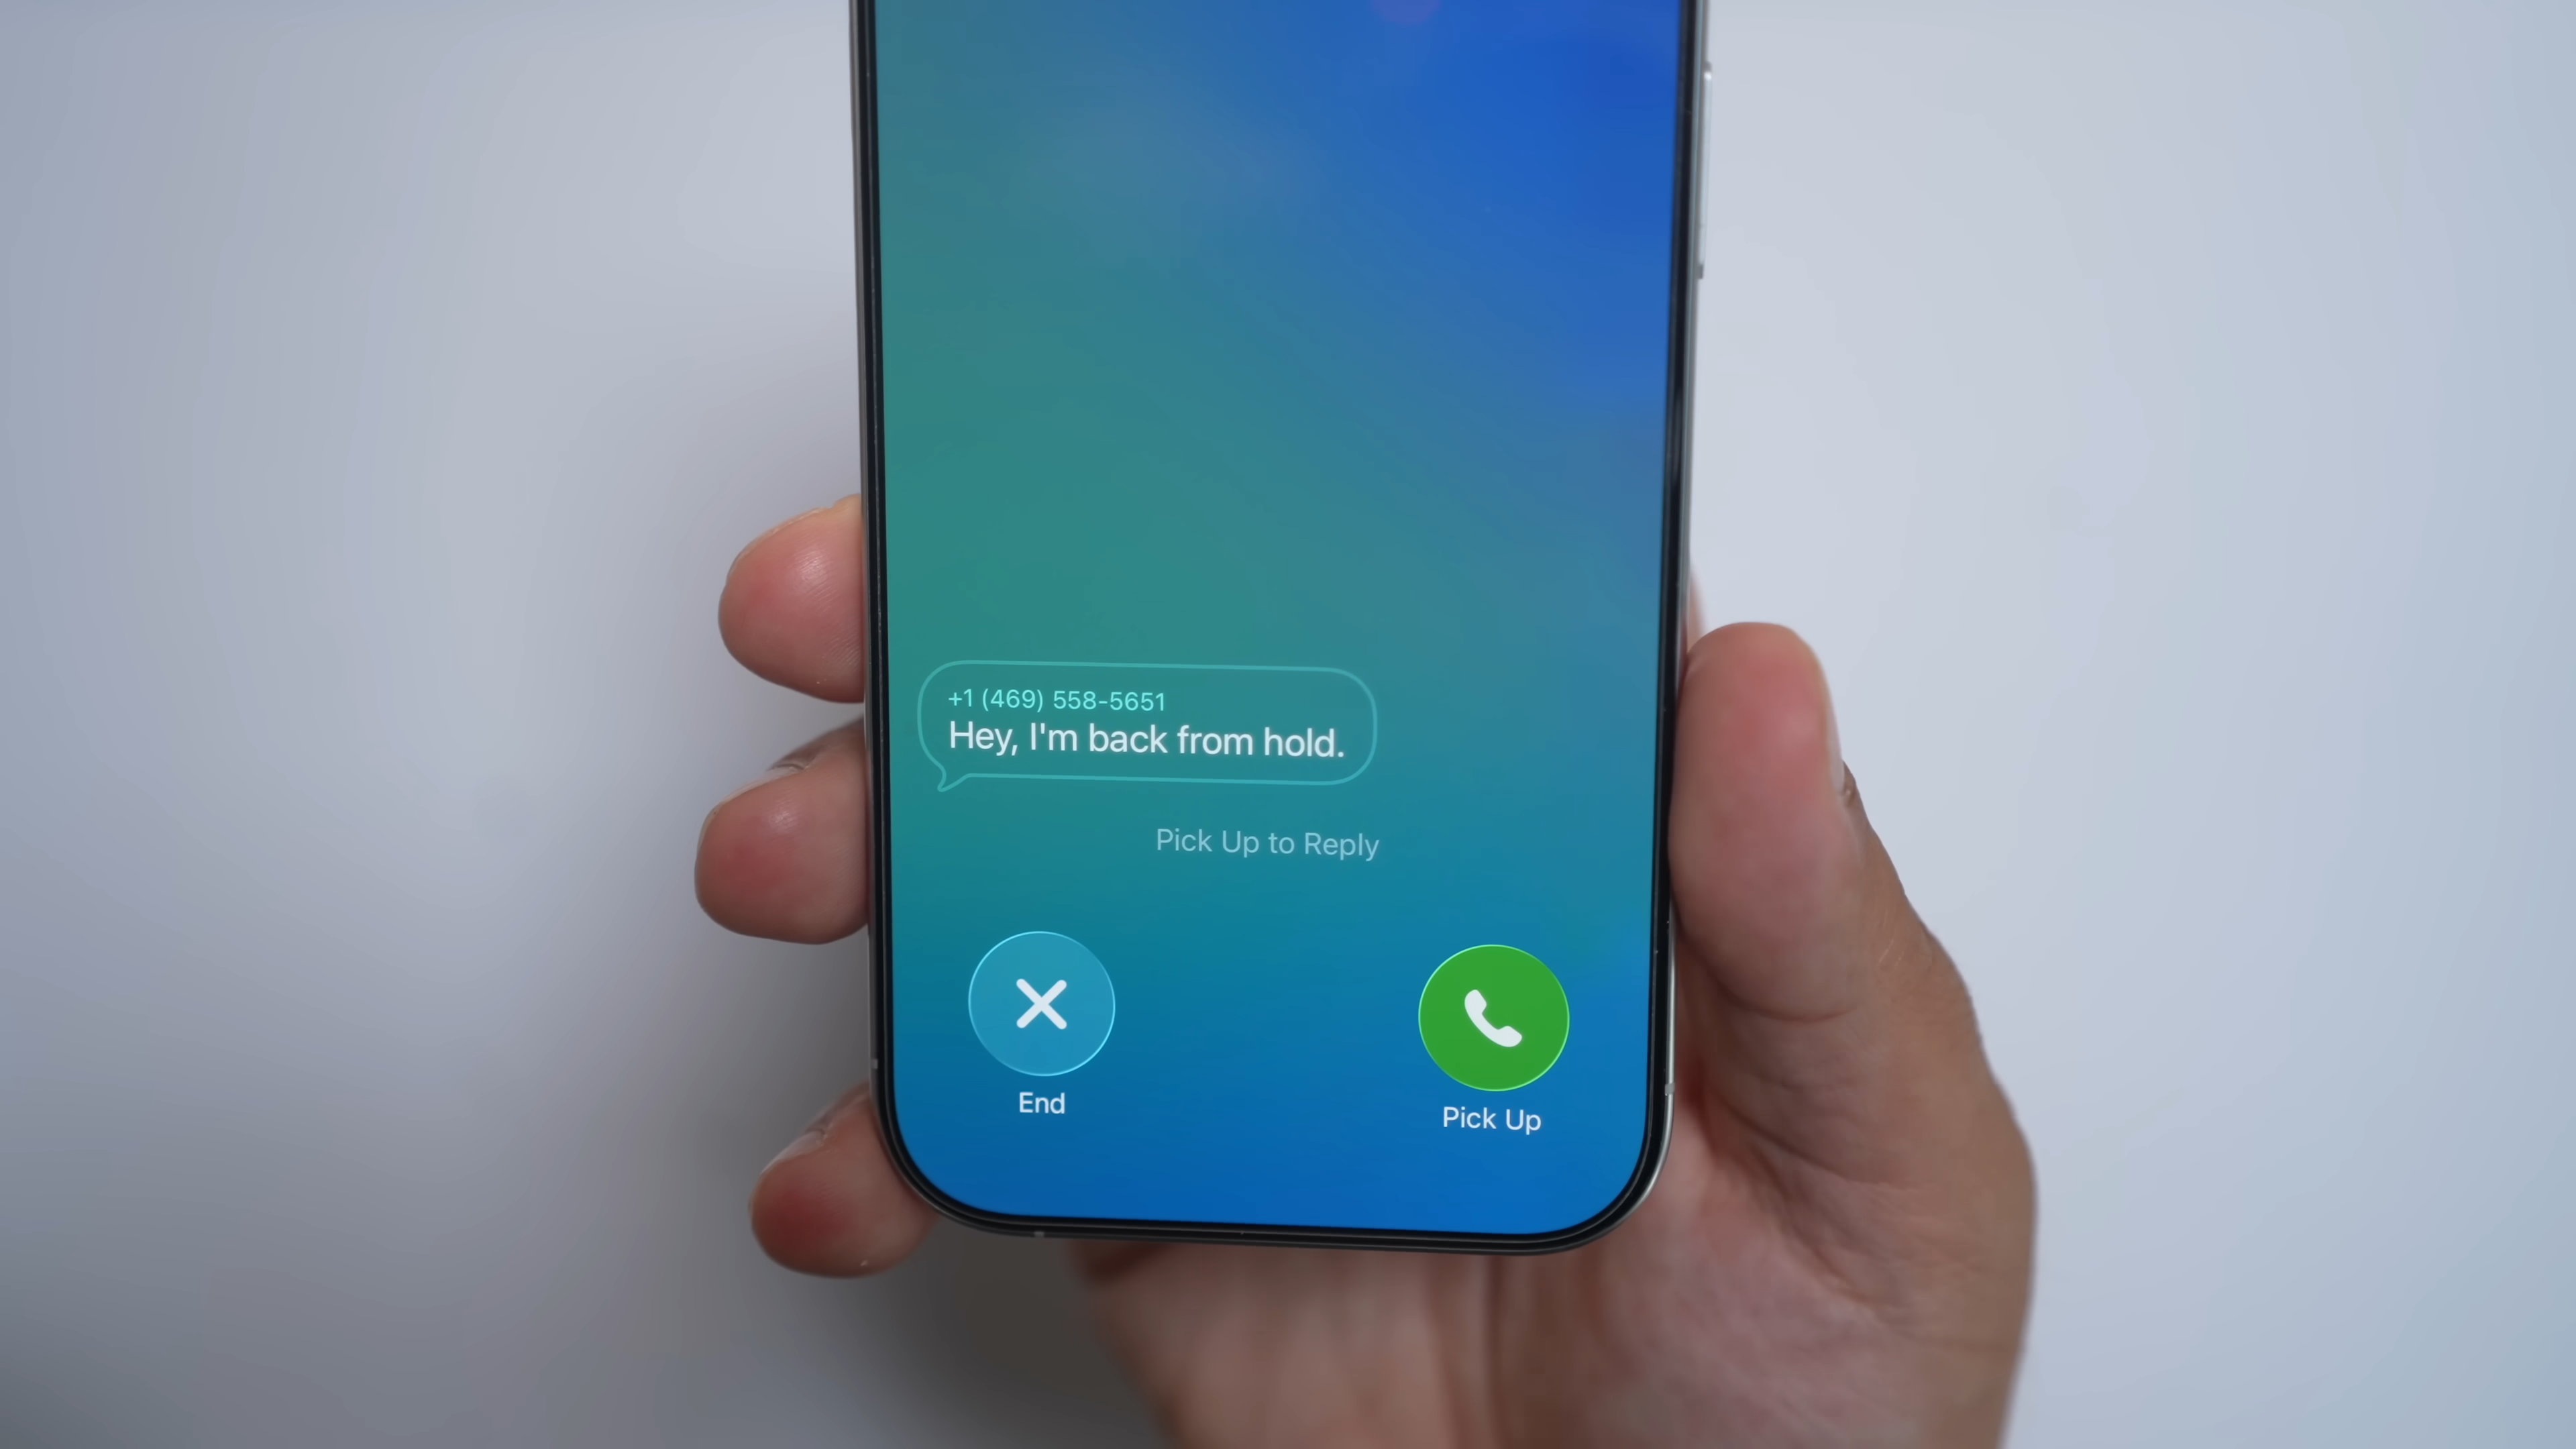 +1 (469) 558-5651
Hey, I'm back from hold.
Pick Up to Reply
End
Pick Up